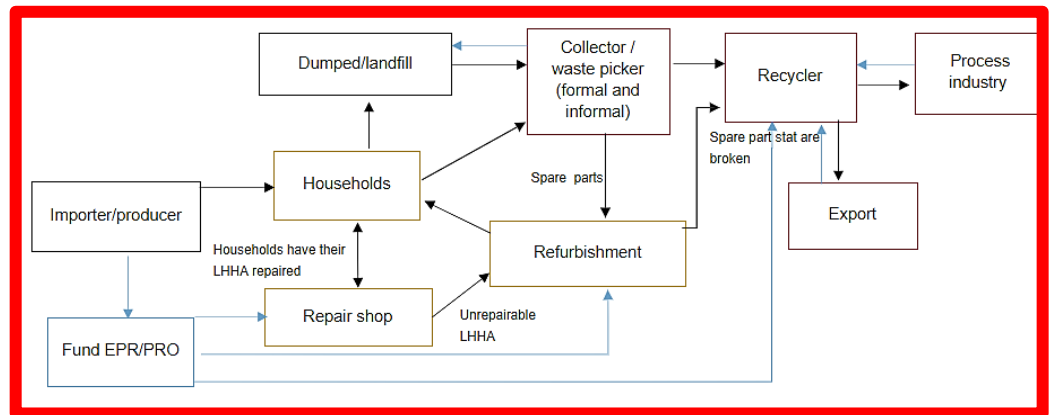 Dumped/landfill
Collector /
waste picker
(formal and
informal)
Recycler
Process
industry
Spare part stat are
broken
Households
Spare parts
Importer/producer
Export
Refurbishment
Households have their
LHHA repaired
Repair shop
Unrepairable
LHHA
Fund EPR/PRO